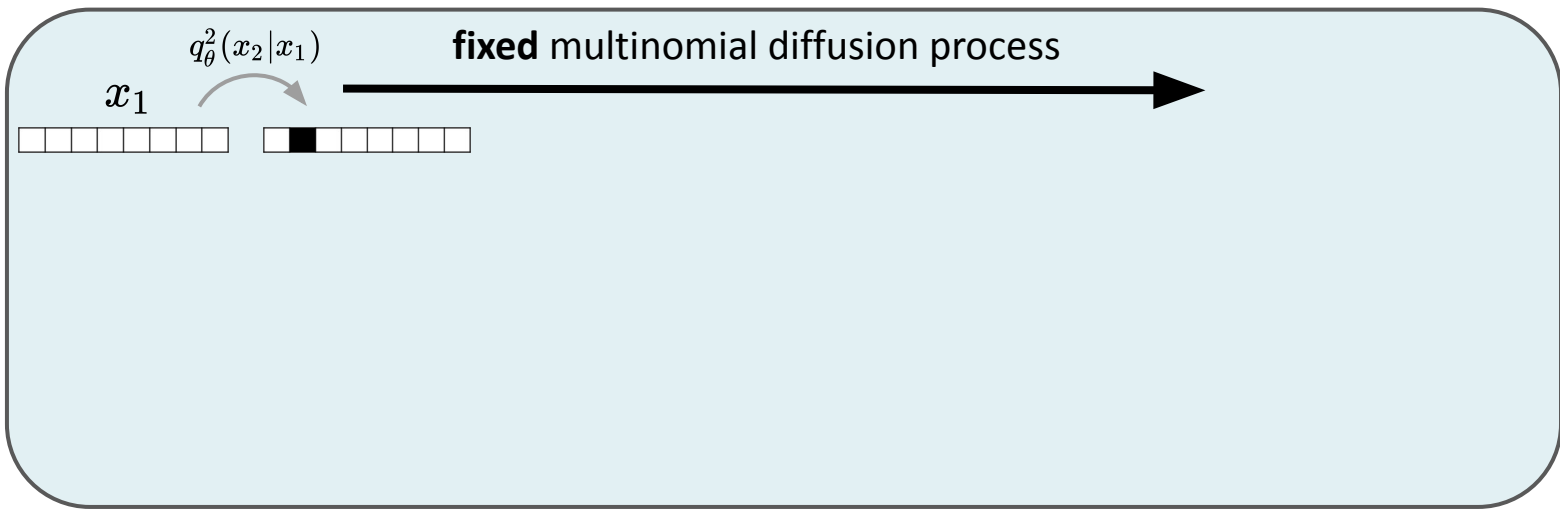 q_θ^2(x_2|x_1) fixed multinomial diffusion process
x_1